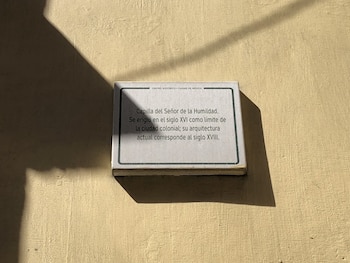 Capilla del Señor de la Humildad.
Se erigió en el siglo XVI como límite de
la ciudad colonial; su arquitectura
actual corresponde al siglo XVIII.